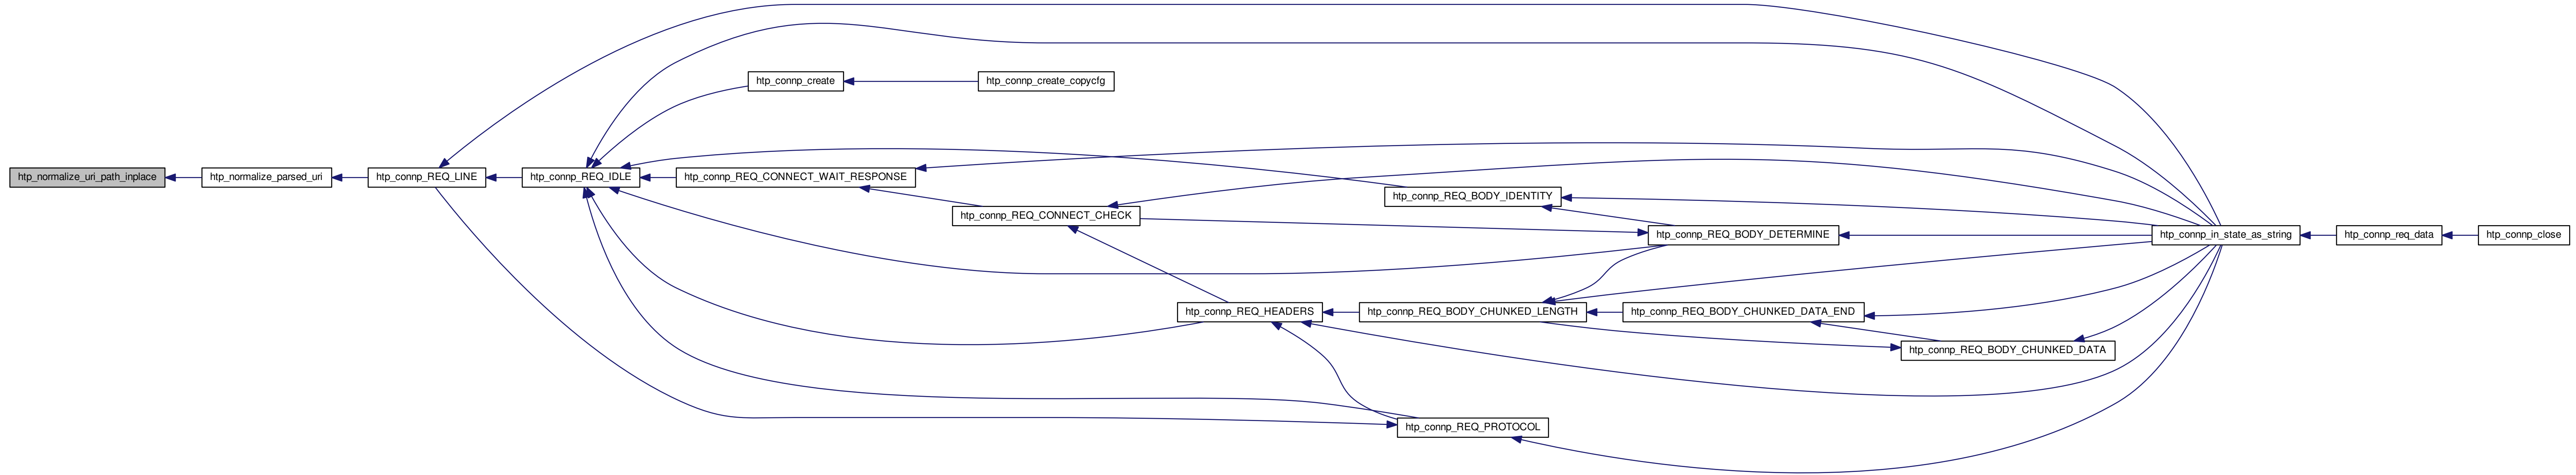 htp_connp_create
htp_connp_create_copycfg
htp_normalize_uri_path_inplace
htp_normalize_parsed_uri
htp_connp_REQ_LINE
htp_connp_REQ_IDLE
htp_connp_REQ_CONNECT_WAIT_RESPONSE
htp_connp_REQ_BODY_IDENTITY
htp_connp_REQ_CONNECT_CHECK
htp_connp_REQ_BODY_DETERMINE
htp_connp_in_state_as_string
htp_connp_req_data
htp_connp_close
htp_connp_REQ_HEADERS
htp_connp_REQ_BODY_CHUNKED_LENGTH
htp_connp_REQ_BODY_CHUNKED_DATA_END
htp_connp_REQ_BODY_CHUNKED_DATA
htp_connp_REQ_PROTOCOL